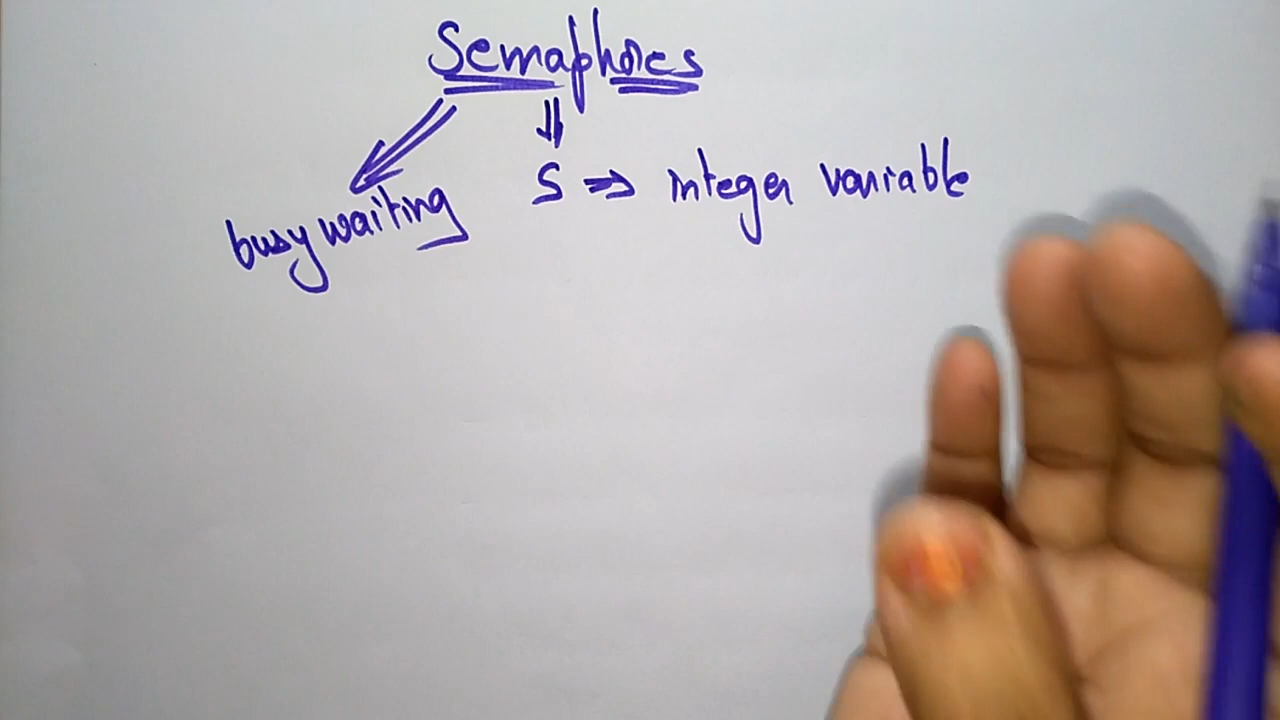 Semaphores
S ⇒ integer variable
busy waiting